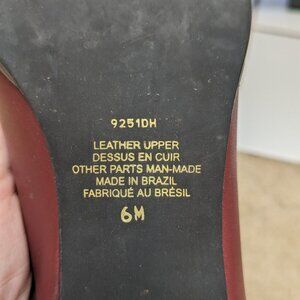 9251DH
LEATHER UPPER
DESSUS EN CUIR
OTHER PARTS MAN-MADE
MADE IN BRAZIL
FABRIQUÉ AU BRÉSIL
6M